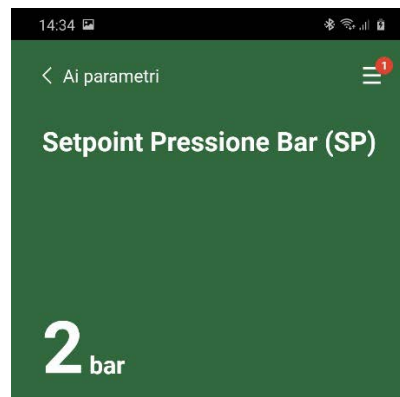 14:34
< Ai parametri
1
Setpoint Pressione Bar (SP)
2 bar